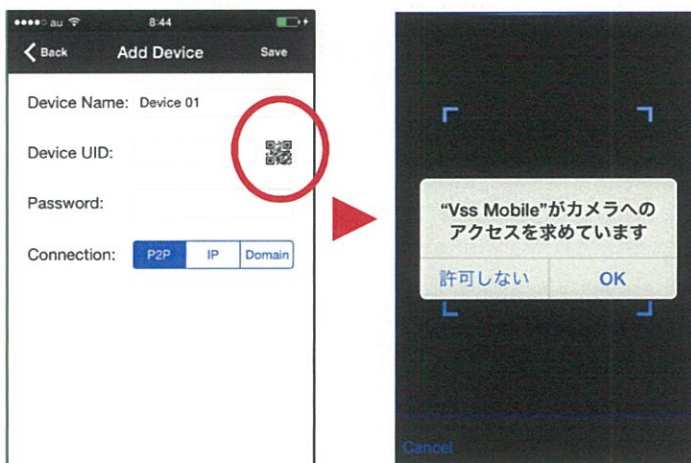 au 8:44
Back Add Device Save
Device Name: Device 01
Device UID:
Password:
Connection: P2P IP Domain
“Vss Mobile”がカメラへの
アクセスを求めています
許可しない OK
Cancel